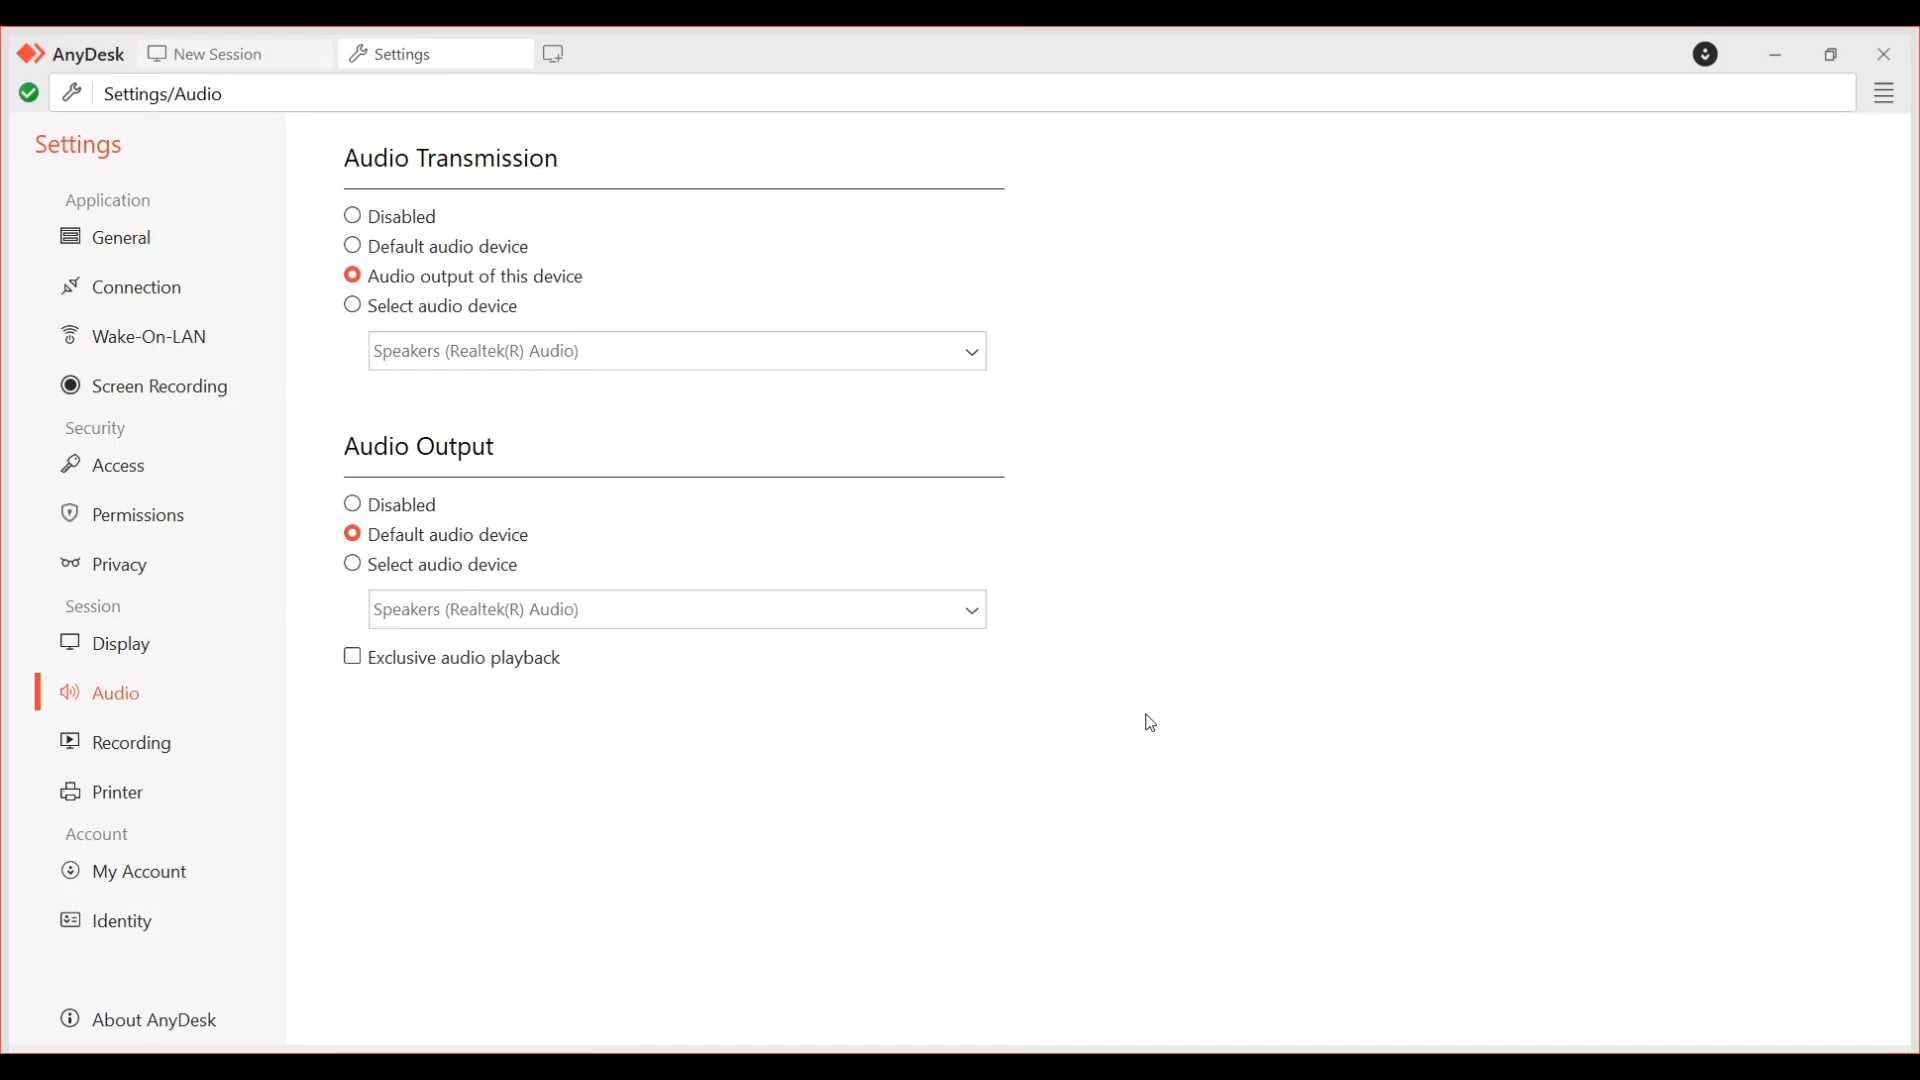 AnyDesk
New Session
Settings
Settings/Audio
Settings
Application
General
Connection
Wake-On-LAN
Screen Recording
Security
Access
Permissions
Privacy
Session
Display
Audio
Recording
Printer
Account
My Account
Identity
About AnyDesk
Audio Transmission
Disabled
Default audio device
Audio output of this device
Select audio device
Speakers (Realtek(R) Audio)
Audio Output
Disabled
Default audio device
Select audio device
Speakers (Realtek(R) Audio)
Exclusive audio playback